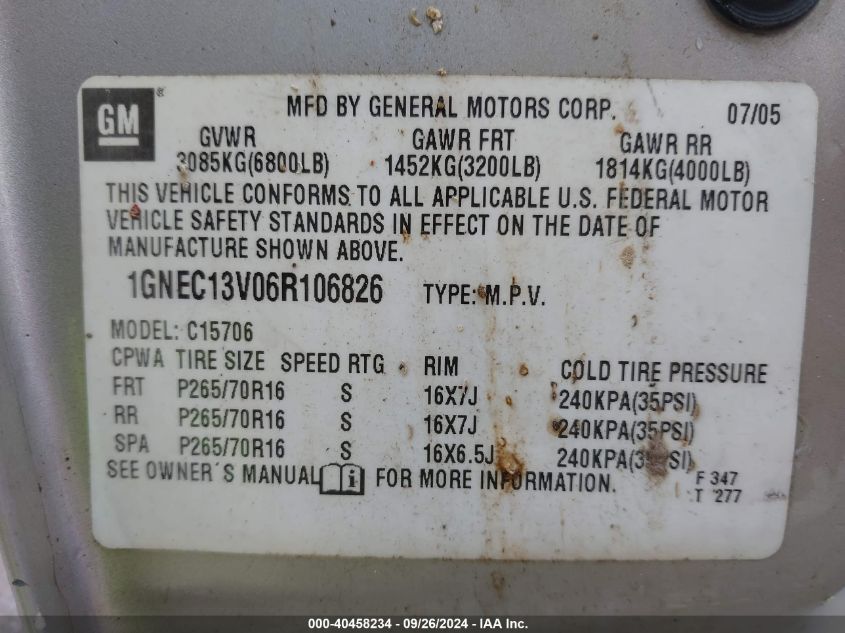 GM ® MFD BY GENERAL MOTORS CORP. 07/05
GVWR GAWR FRT GAWR RR
3085KG(6800LB) 1452KG(3200LB) 1814KG(4000LB)
THIS VEHICLE CONFORMS TO ALL APPLICABLE U.S. FEDERAL MOTOR
VEHICLE SAFETY STANDARDS IN EFFECT ON THE DATE OF
MANUFACTURE SHOWN ABOVE.
1GNEC13V06R106826 TYPE: M.P.V.
MODEL: C15706
CPWA TIRE SIZE SPEED RTG RIM COLD TIRE PRESSURE
FRT P265/70R16 S 16X7J 240KPA(35PSI)
RR P265/70R16 S 16X7J 240KPA(35PSI)
SPA P265/70R16 S 16X6.5J 240KPA(35PSI)
SEE OWNER'S MANUAL i FOR MORE INFORMATION. F 347
T 277
000-40458234 - 09/26/2024 - IAA Inc.